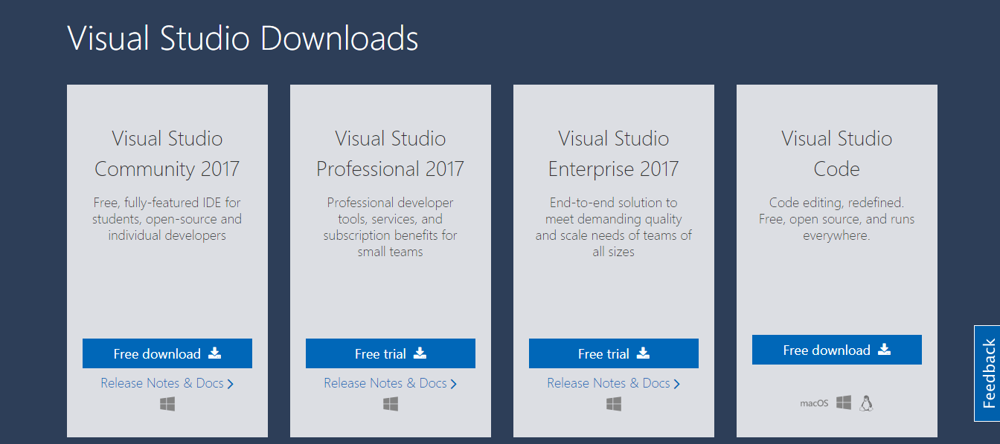 Visual Studio Downloads
Visual Studio
Community 2017
Free, fully-featured IDE for
students, open-source and
individual developers
Free download
Release Notes & Docs
Visual Studio
Professional 2017
Professional developer
tools, services, and
subscription benefits for
small teams
Free trial
Release Notes & Docs
Visual Studio
Enterprise 2017
End-to-end solution to
meet demanding quality
and scale needs of teams of
all sizes
Free trial
Release Notes & Docs
Visual Studio
Code
Code editing, redefined.
Free, open source, and runs
everywhere.
Free download
macOS
Feedback